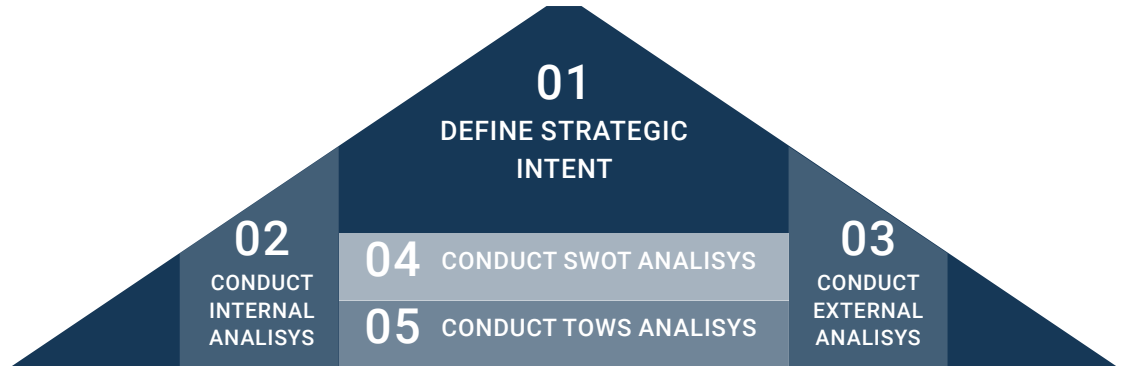 01
DEFINE STRATEGIC
INTENT
02
CONDUCT
INTERNAL
ANALISYS
03
CONDUCT
EXTERNAL
ANALISYS
04 CONDUCT SWOT ANALISYS
05 CONDUCT TOWS ANALISYS